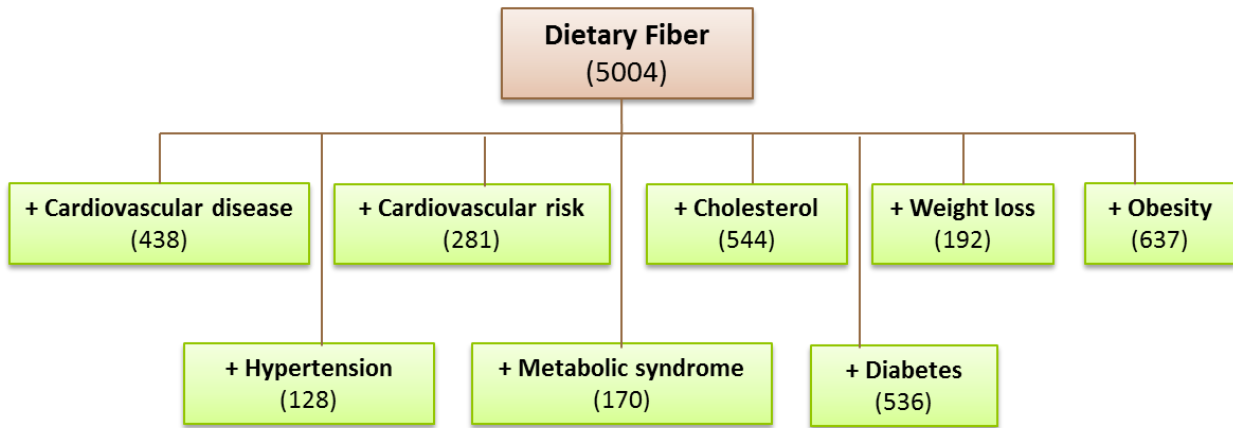 Dietary Fiber
(5004)
+ Cardiovascular disease
(438)
+ Cardiovascular risk
(281)
+ Cholesterol
(544)
+ Weight loss
(192)
+ Obesity
(637)
+ Hypertension
(128)
+ Metabolic syndrome
(170)
+ Diabetes
(536)